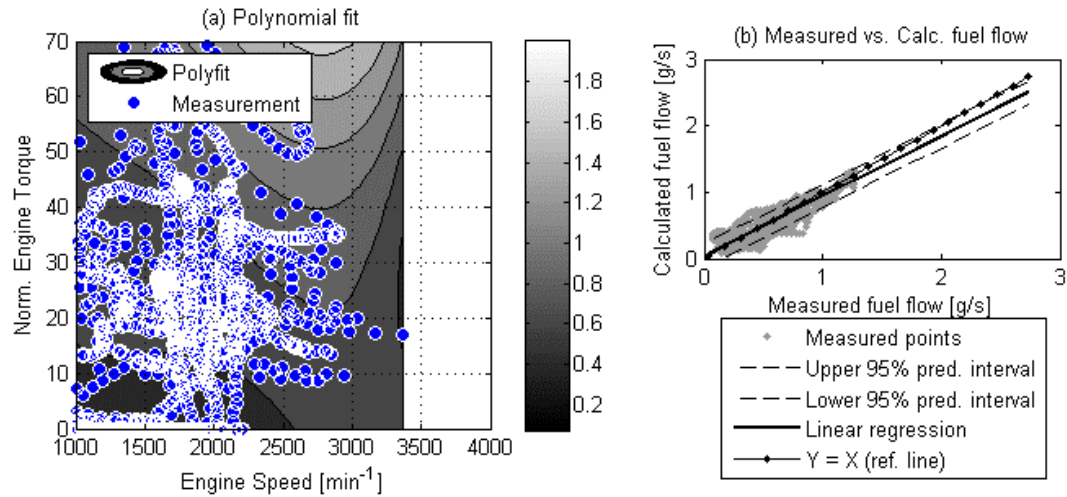 (a) Polynomial fit
70
60
50
40
30
20
10
0
Norm. Engine Torque
Polyfit
Measurement
1000 1500 2000 2500 3000 3500 4000
Engine Speed [min-1]
1.8
1.6
1.4
1.2
1
0.8
0.6
0.4
0.2
(b) Measured vs. Calc. fuel flow
Calculated fuel flow [g/s]
3
2
1
0
0 1 2 3
Measured fuel flow [g/s]
Measured points
Upper 95% pred. interval
Lower 95% pred. interval
Linear regression
Y = X (ref. line)